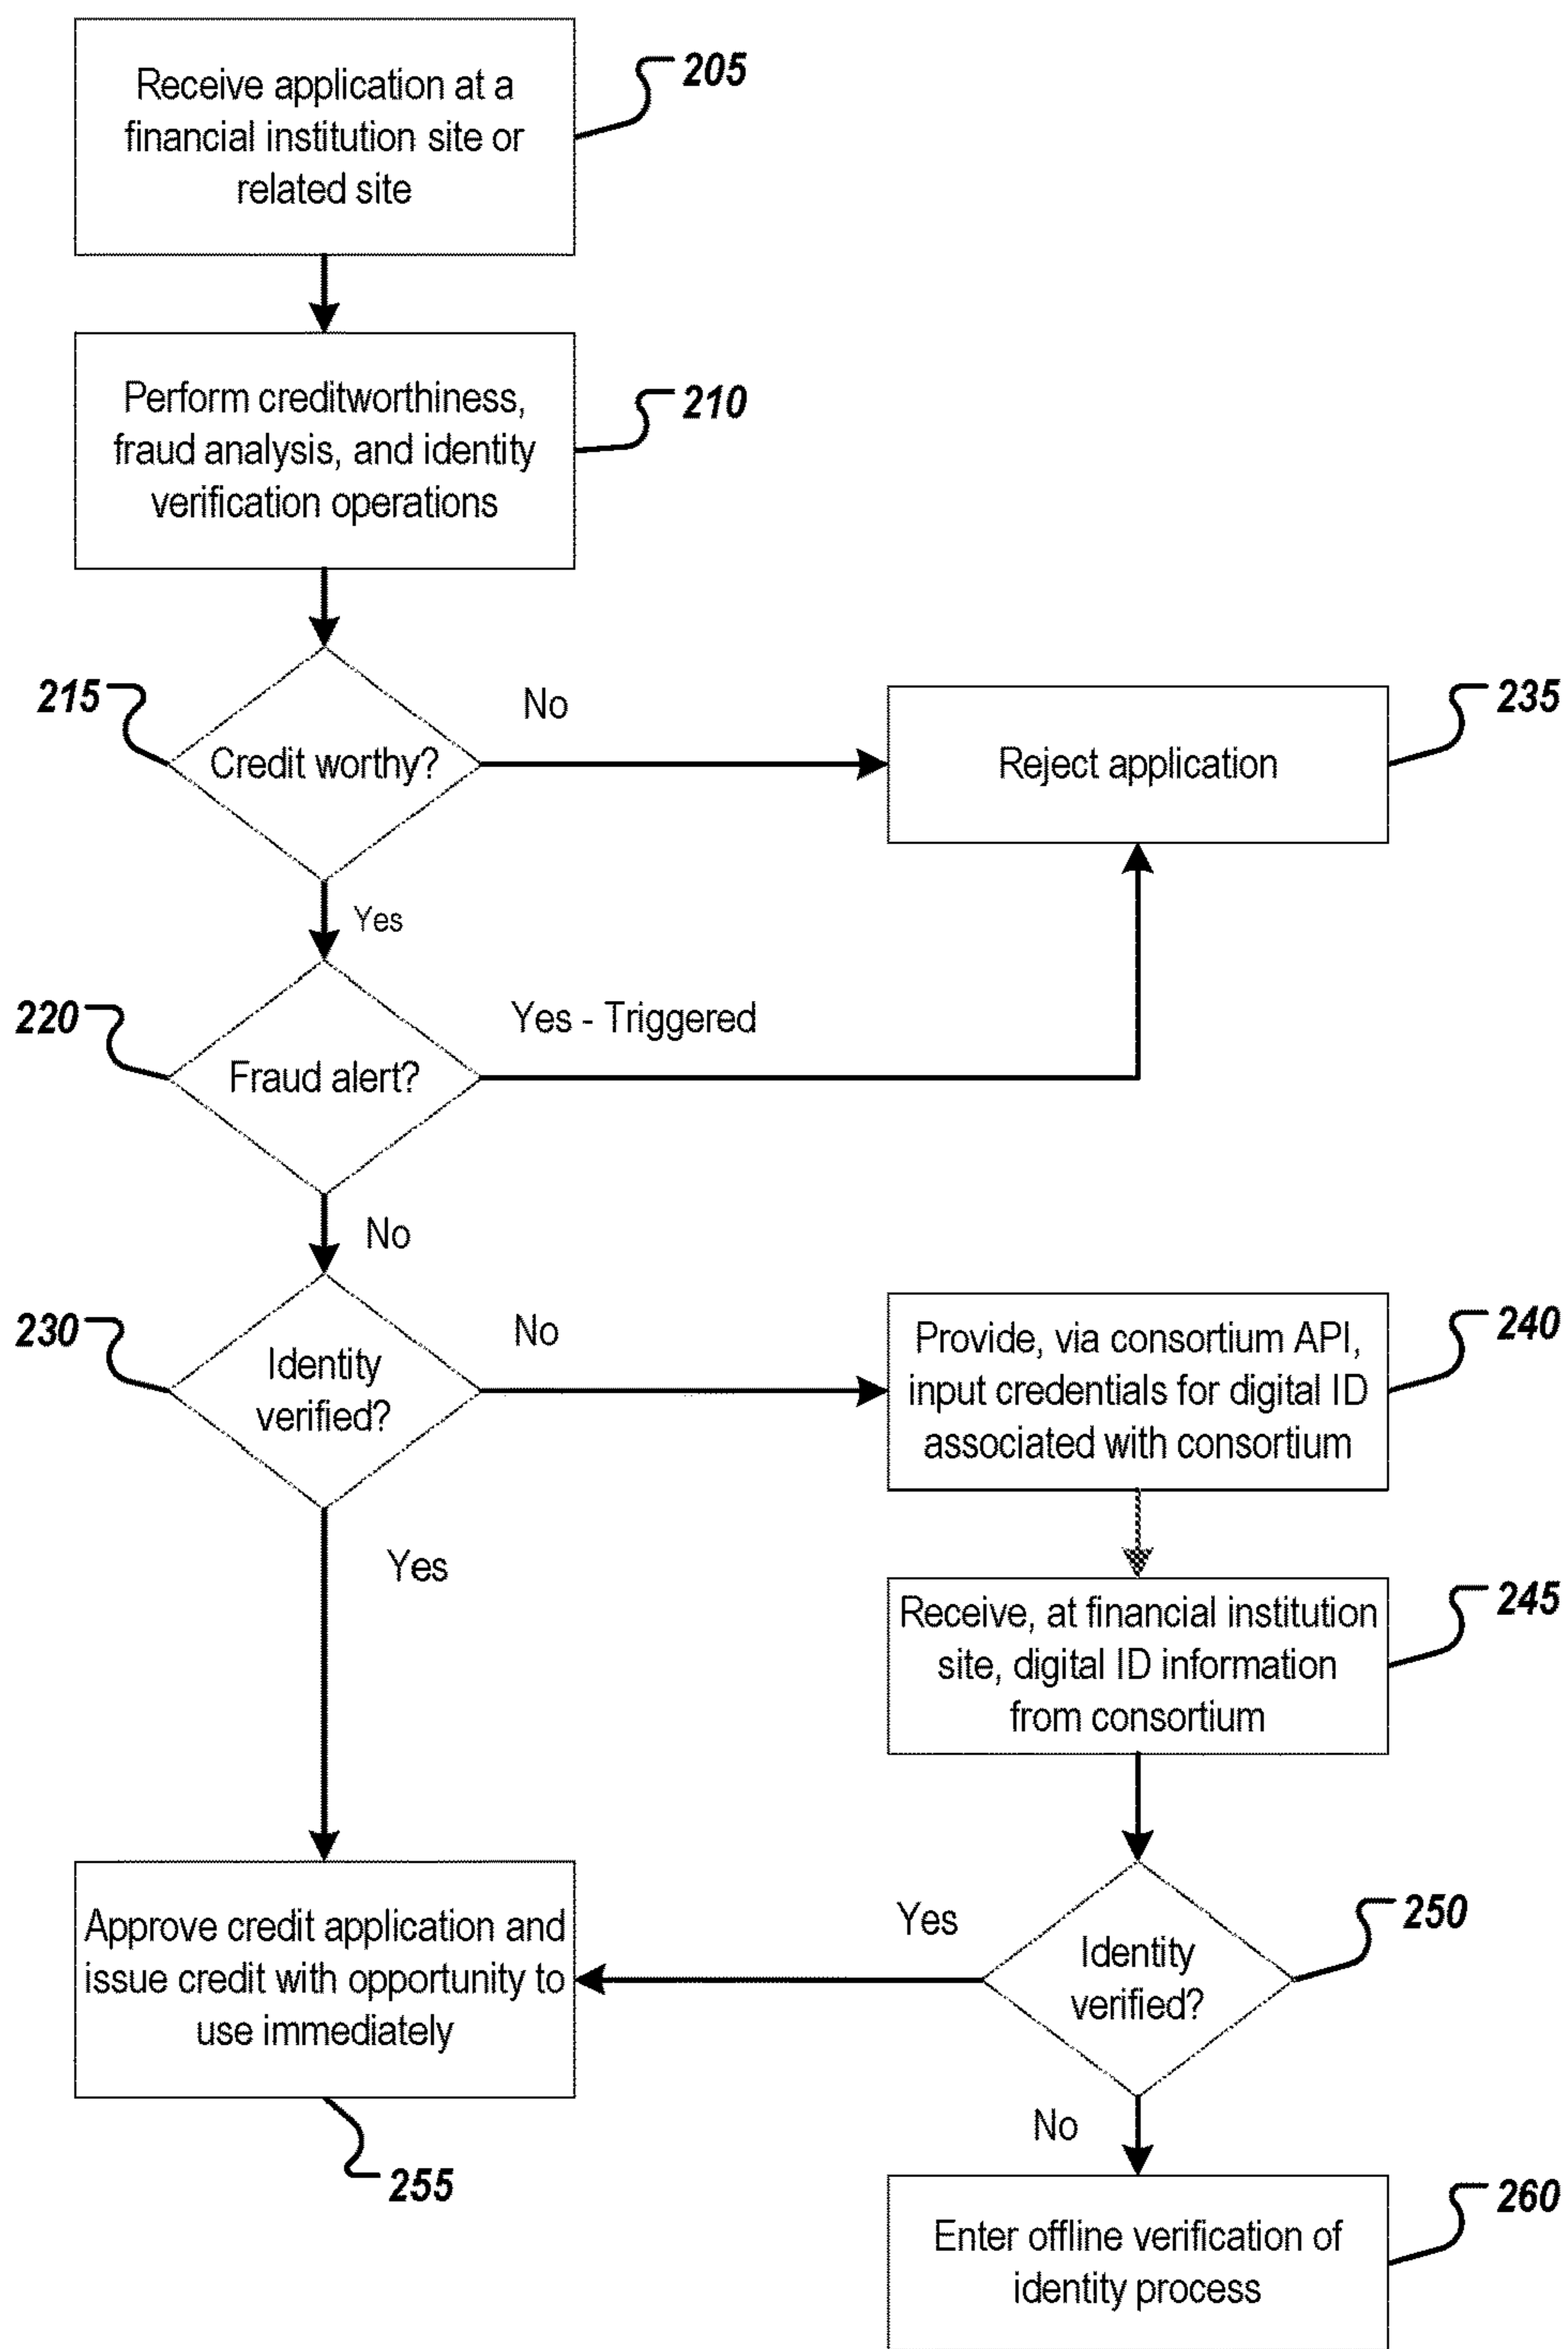 Receive application at a
financial institution site or
related site
205
Perform creditworthiness,
fraud analysis, and identity
verification operations
210
215
Credit worthy?
No
Reject application
235
Yes
220
Fraud alert?
Yes - Triggered
No
230
Identity
verified?
No
Provide, via consortium API,
input credentials for digital ID
associated with consortium
240
Yes
Receive, at financial institution
site, digital ID information
from consortium
245
Approve credit application and
issue credit with opportunity to
use immediately
255
Yes
Identity
verified?
250
No
Enter offline verification of
identity process
260